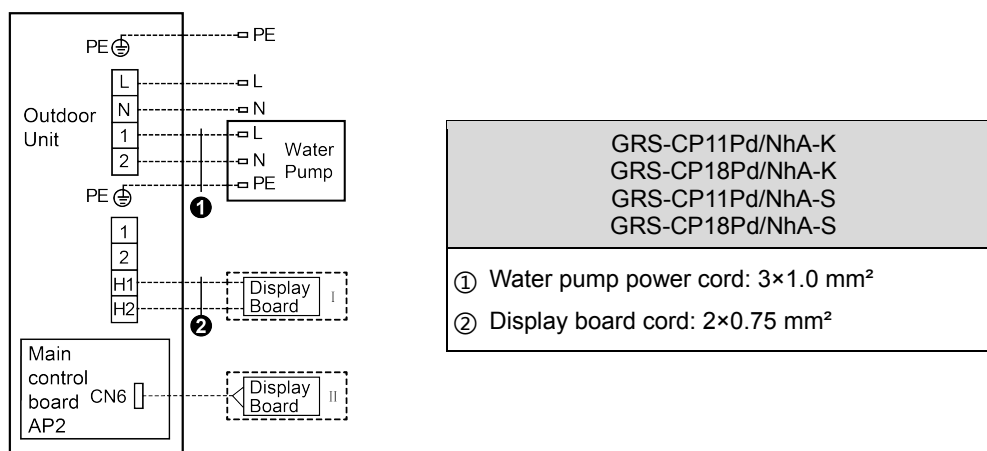 PE
PE
L
L
N
N
Outdoor
Unit
1
L
2
N
Water
Pump
PE
PE
❶
1
2
H1
H2
Display
Board
I
❷
Main
control
board
AP2
CN6
Display
Board
II
GRS-CP11Pd/NhA-K
GRS-CP18Pd/NhA-K
GRS-CP11Pd/NhA-S
GRS-CP18Pd/NhA-S
① Water pump power cord: 3×1.0 mm²
② Display board cord: 2×0.75 mm²